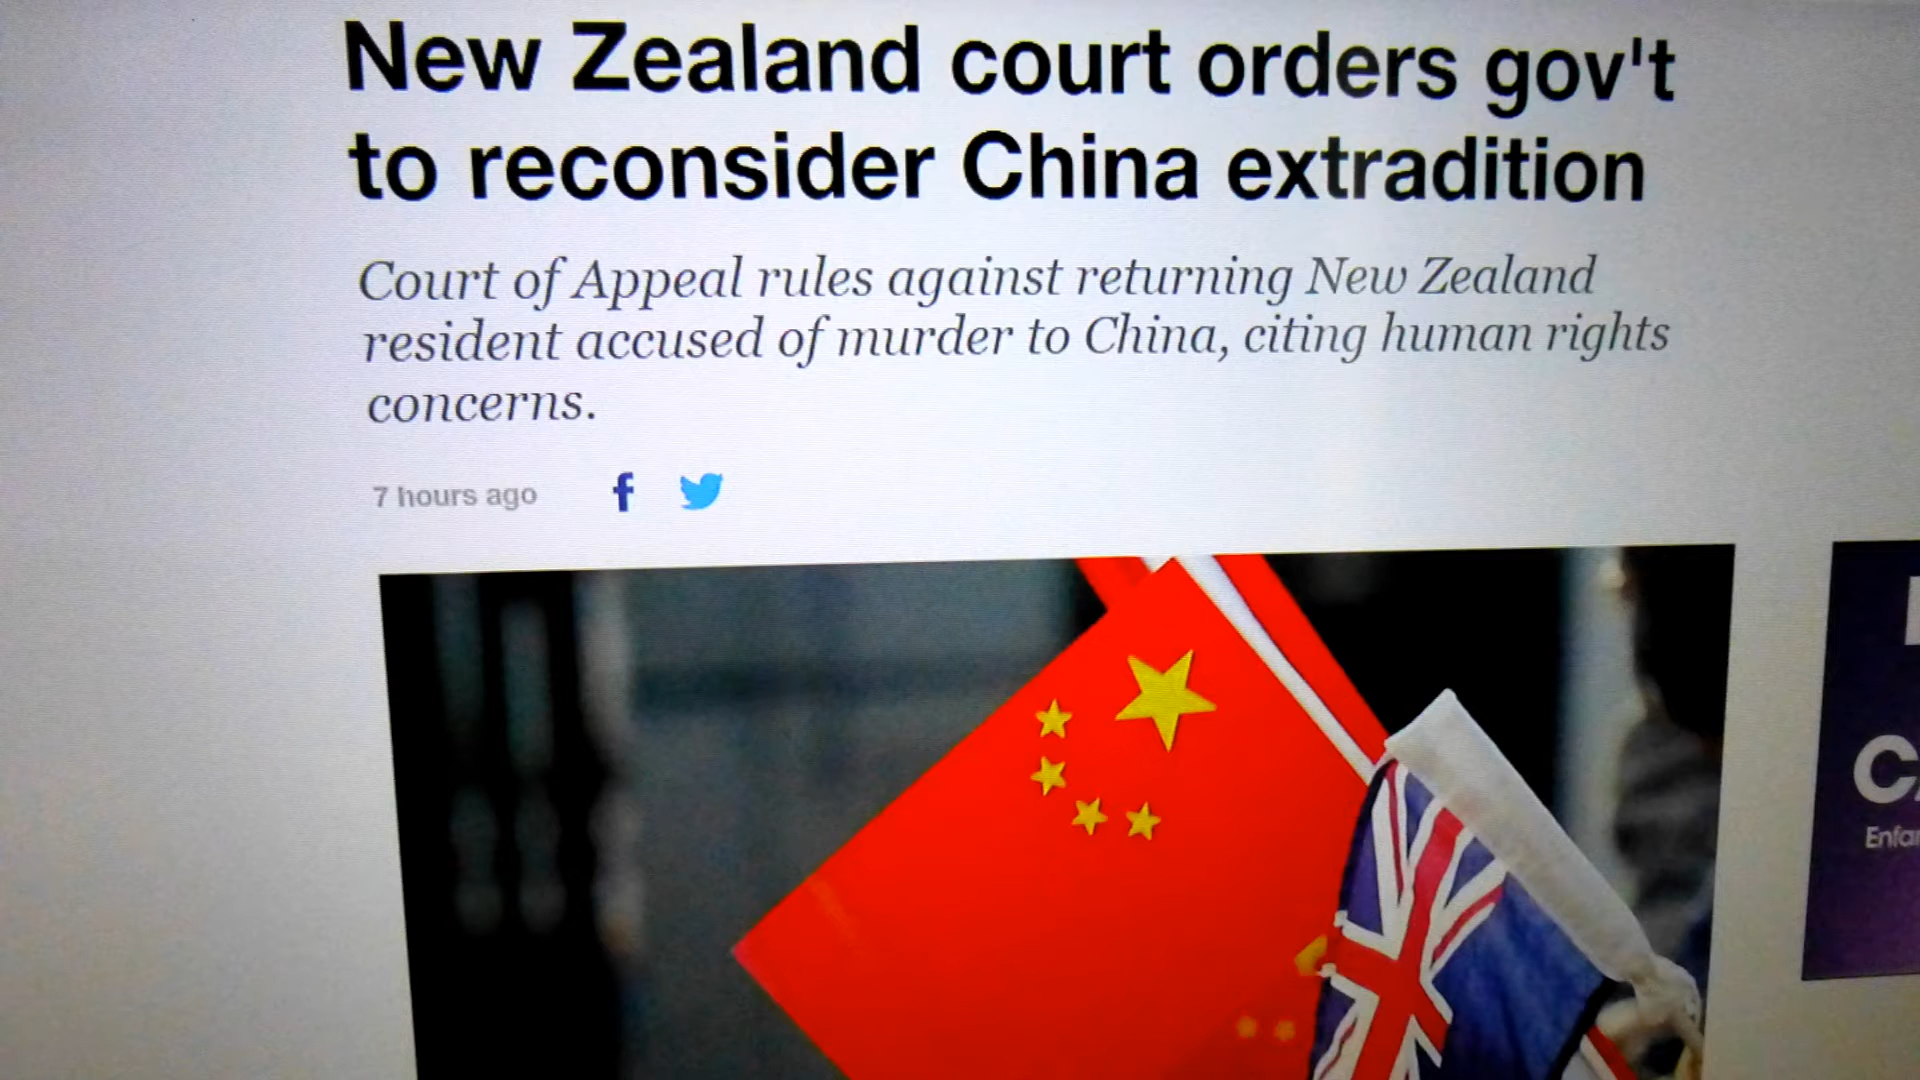 New Zealand court orders gov't
to reconsider China extradition
Court of Appeal rules against returning New Zealand
resident accused of murder to China, citing human rights
concerns.
7 hours ago